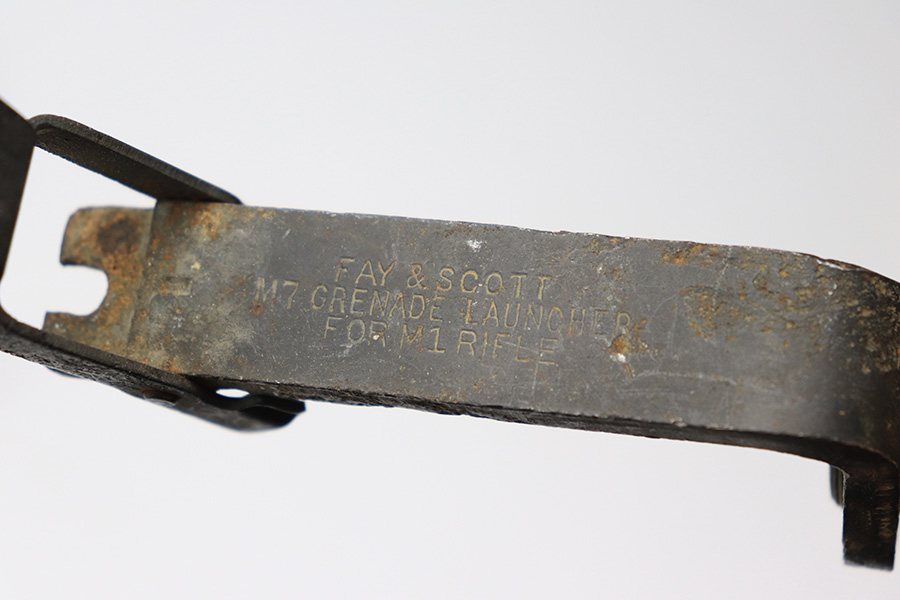 FAY & SCOTT
M7 GRENADE LAUNCHER
FOR M1 RIFLE